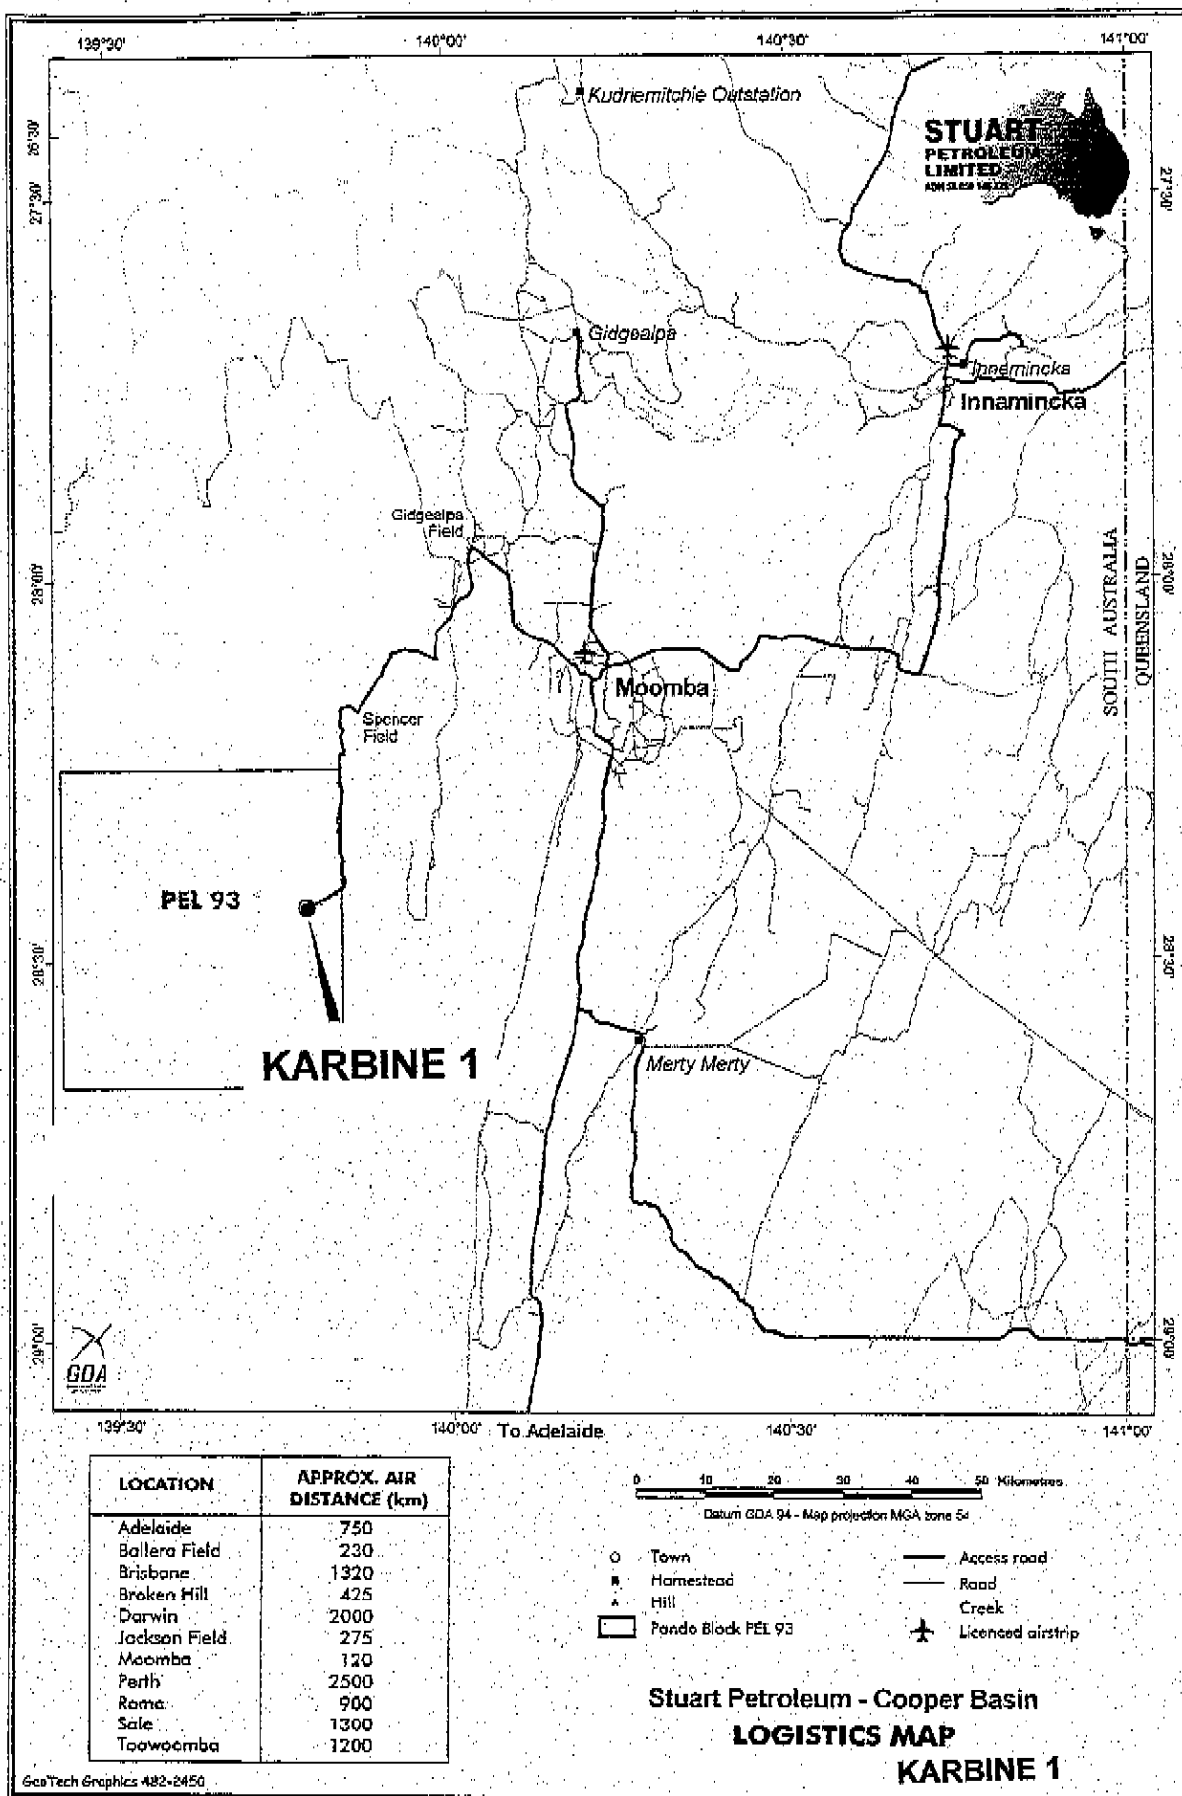 139°30'
140°00'
140°30'
141°00'
Kudriemitchie Outstation
STUART
PETROLEUM
LIMITED
26°30'
27°30'
27°30'
Gidgealpa
Innamincka
Innamincka
Gidgealpa
Field
28°00'
28°00'
SOUTH AUSTRALIA
QUEENSLAND
Moomba
Spencer
Field
PEL 93
28°30'
28°30'
KARBINE 1
Merty Merty
29°00'
29°00'
GDA
139°30'
140°00'
To Adelaide
140°30'
141°00'
LOCATION APPROX. AIR DISTANCE (km)
Adelaide 750
Ballera Field 230
Brisbane 1320
Broken Hill 425
Darwin 2000
Jackson Field 275
Moomba 120
Perth 2500
Roma 900
Sale 1300
Toowoomba 1200
0 10 20 30 40 50 Kilometres
Datum GDA 94 - Map projection MGA zone 54
Town
Homestead
Hill
Pando Block PEL 93
Access road
Road
Creek
Licenced airstrip
Stuart Petroleum - Cooper Basin
LOGISTICS MAP
KARBINE 1
GeoTech Graphics 482-2450